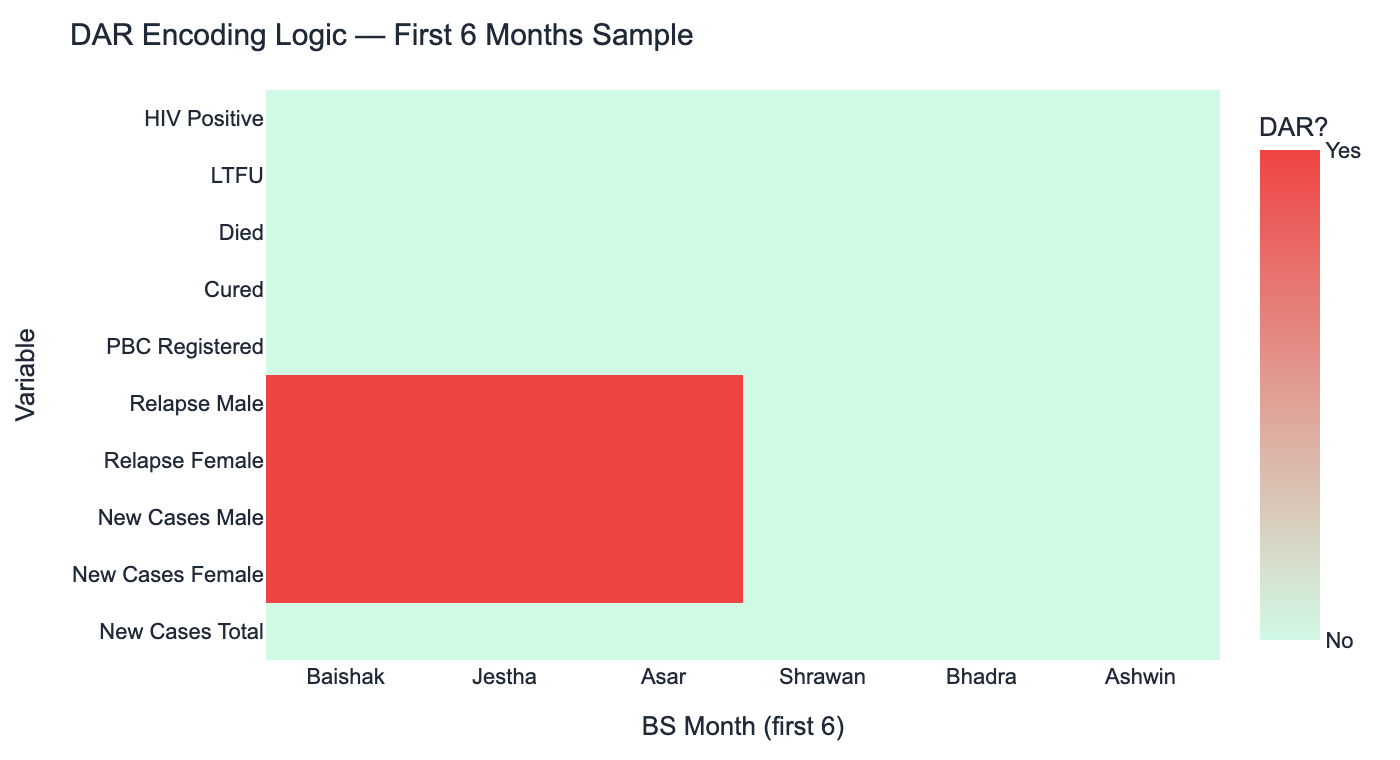 DAR Encoding Logic — First 6 Months Sample
DAR?
Yes
No
Variable
HIV Positive
LTFU
Died
Cured
PBC Registered
Relapse Male
Relapse Female
New Cases Male
New Cases Female
New Cases Total
Baishak Jestha Asar Shrawan Bhadra Ashwin
BS Month (first 6)